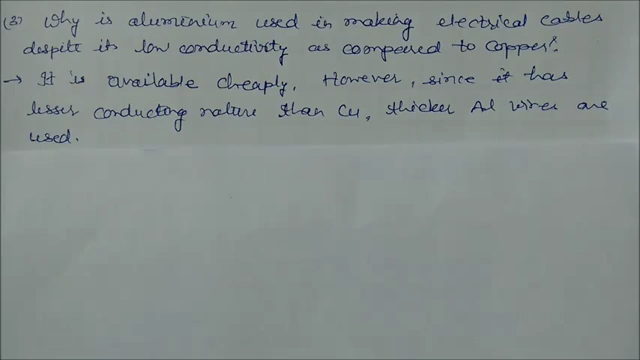 (3) Why is aluminium used in making electrical cables
despite its low conductivity as compared to copper?
→ It is available cheaply. However, since it has
lesser conducting nature than Cu, thicker Al wires are
used.